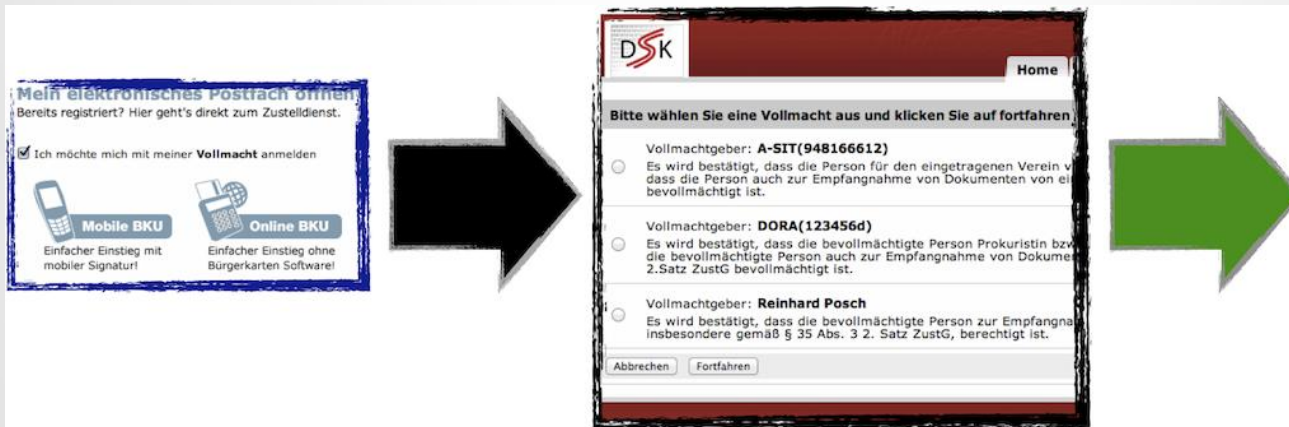 Mein elektronisches Postfach öffnen
Bereits registriert? Hier geht's direkt zum Zustelldienst.
Ich möchte mich mit meiner Vollmacht anmelden
Mobile BKU
Online BKU
Einfacher Einstieg mit
mobiler Signatur!
Einfacher Einstieg ohne
Bürgerkarten Software!
DSK
Home
Bitte wählen Sie eine Vollmacht aus und klicken Sie auf fortfahren
Vollmachtgeber: A-SIT(948166612)
Es wird bestätigt, dass die Person für den eingetragenen Verein
dass die Person auch zur Empfangnahme von Dokumenten von
bevollmächtigt ist.
Vollmachtgeber: DORA(123456d)
Es wird bestätigt, dass die bevollmächtigte Person Prokuristin
die bevollmächtigte Person auch zur Empfangnahme von
2.Satz ZustG bevollmächtigt ist.
Vollmachtgeber: Reinhard Posch
Es wird bestätigt, dass die bevollmächtigte Person zur
insbesondere gemäß § 35 Abs. 3 2. Satz ZustG, berechtigt ist.
Abbrechen
Fortfahren